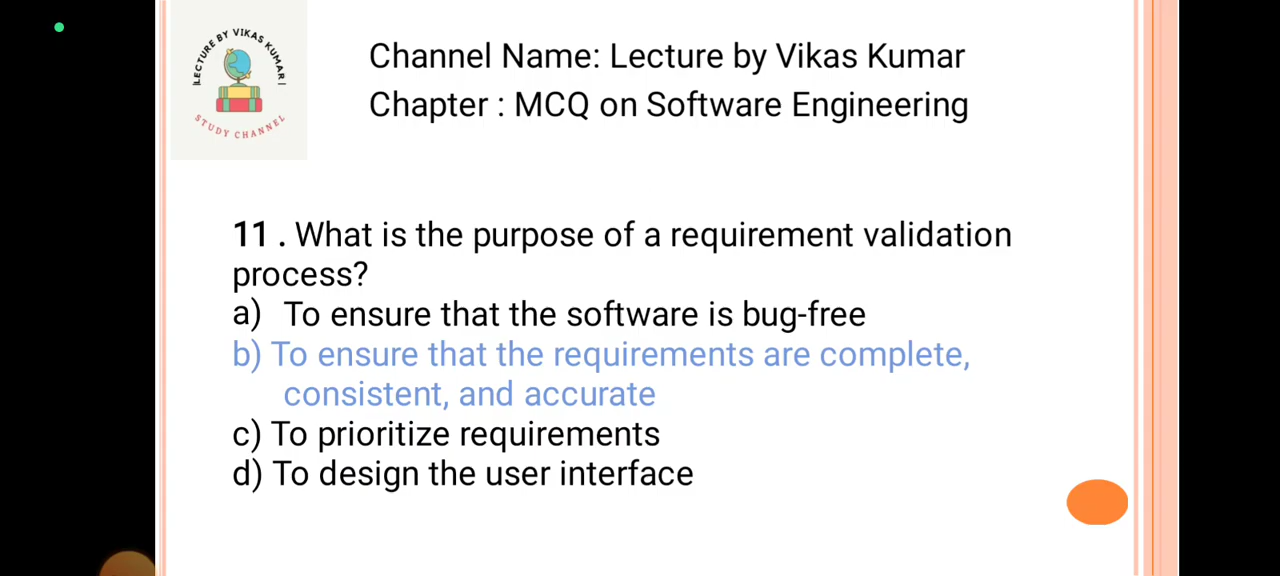 LECTURE BY VIKAS KUMAR
STUDY CHANNEL
Channel Name: Lecture by Vikas Kumar
Chapter : MCQ on Software Engineering
11 . What is the purpose of a requirement validation
process?
a) To ensure that the software is bug-free
b) To ensure that the requirements are complete,
consistent, and accurate
c) To prioritize requirements
d) To design the user interface